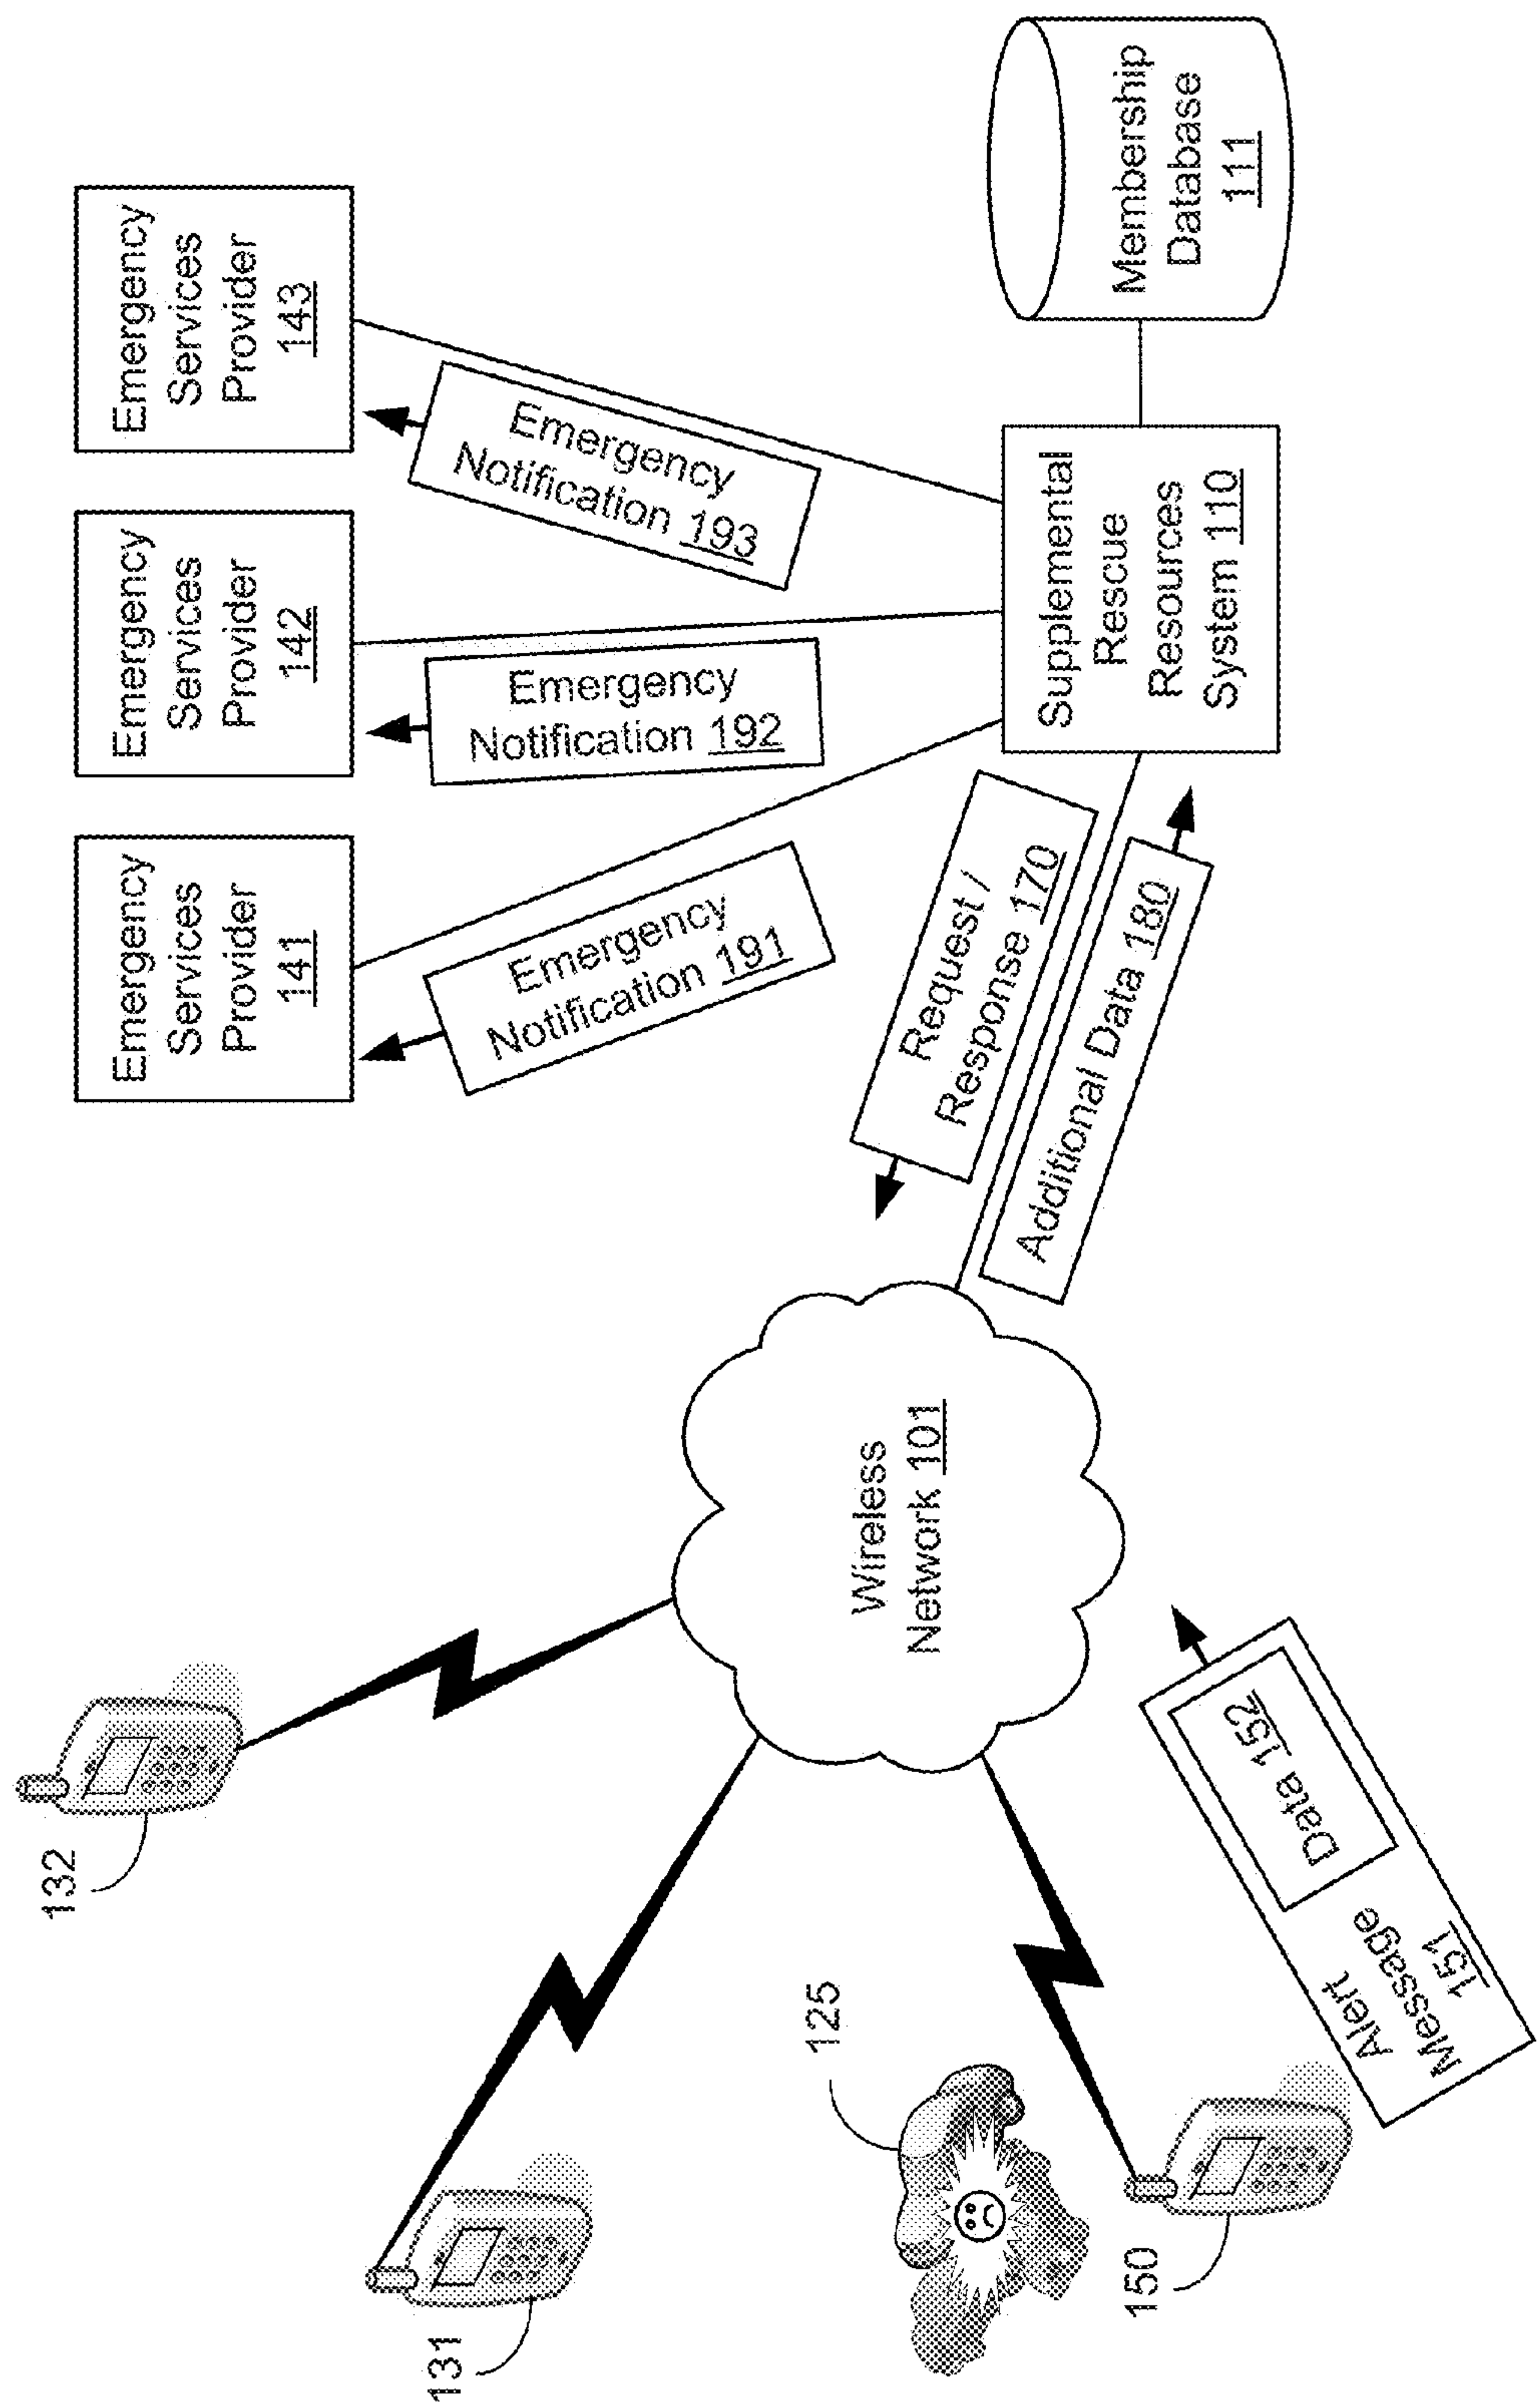 132
131
125
150
Alert
Message
151
Data 152
Wireless
Network 101
Request /
Response 170
Additional Data 180
Emergency
Services
Provider
141
Emergency
Services
Provider
142
Emergency
Services
Provider
143
Emergency
Notification 191
Emergency
Notification 192
Emergency
Notification 193
Supplemental
Rescue
Resources
System 110
Membership
Database
111